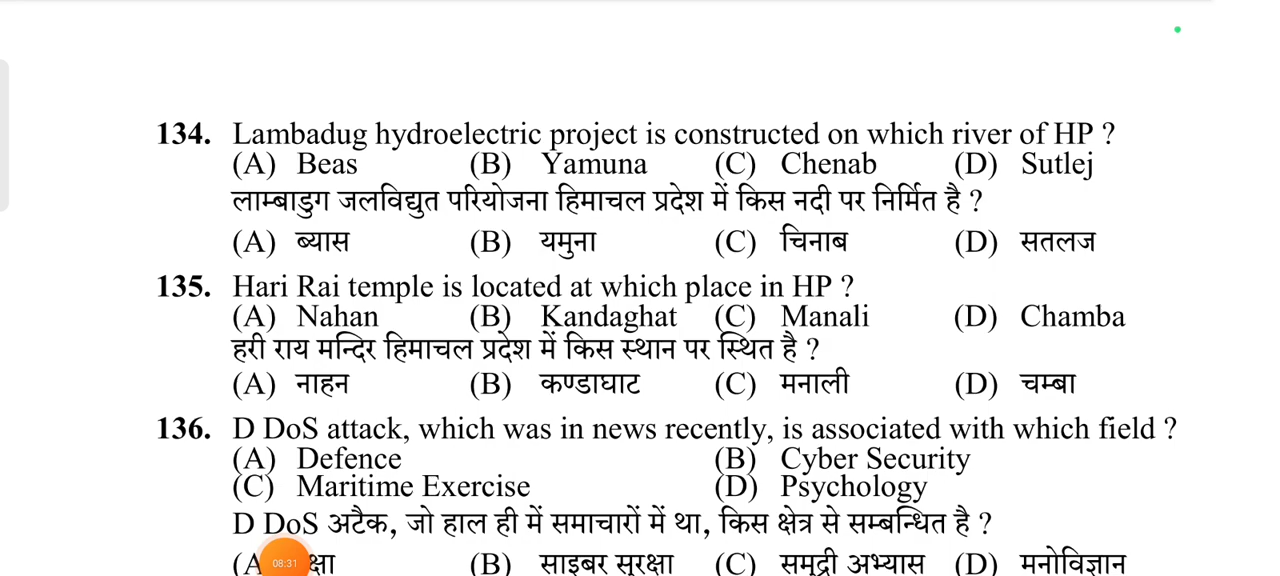 134. Lambadug hydroelectric project is constructed on which river of HP ?
(A) Beas (B) Yamuna (C) Chenab (D) Sutlej
लाम्बाडुग जलविद्युत परियोजना हिमाचल प्रदेश में किस नदी पर निर्मित है ?
(A) ब्यास (B) यमुना (C) चिनाब (D) सतलज
135. Hari Rai temple is located at which place in HP ?
(A) Nahan (B) Kandaghat (C) Manali (D) Chamba
हरी राय मन्दिर हिमाचल प्रदेश में किस स्थान पर स्थित है ?
(A) नाहन (B) कण्डाघाट (C) मनाली (D) चम्बा
136. D DoS attack, which was in news recently, is associated with which field ?
(A) Defence (B) Cyber Security
(C) Maritime Exercise (D) Psychology
D DoS अटैक, जो हाल ही में समाचारों में था, किस क्षेत्र से सम्बन्धित है ?
(A 08:31 क्षा (B) साइबर सुरक्षा (C) समुद्री अभ्यास (D) मनोविज्ञान